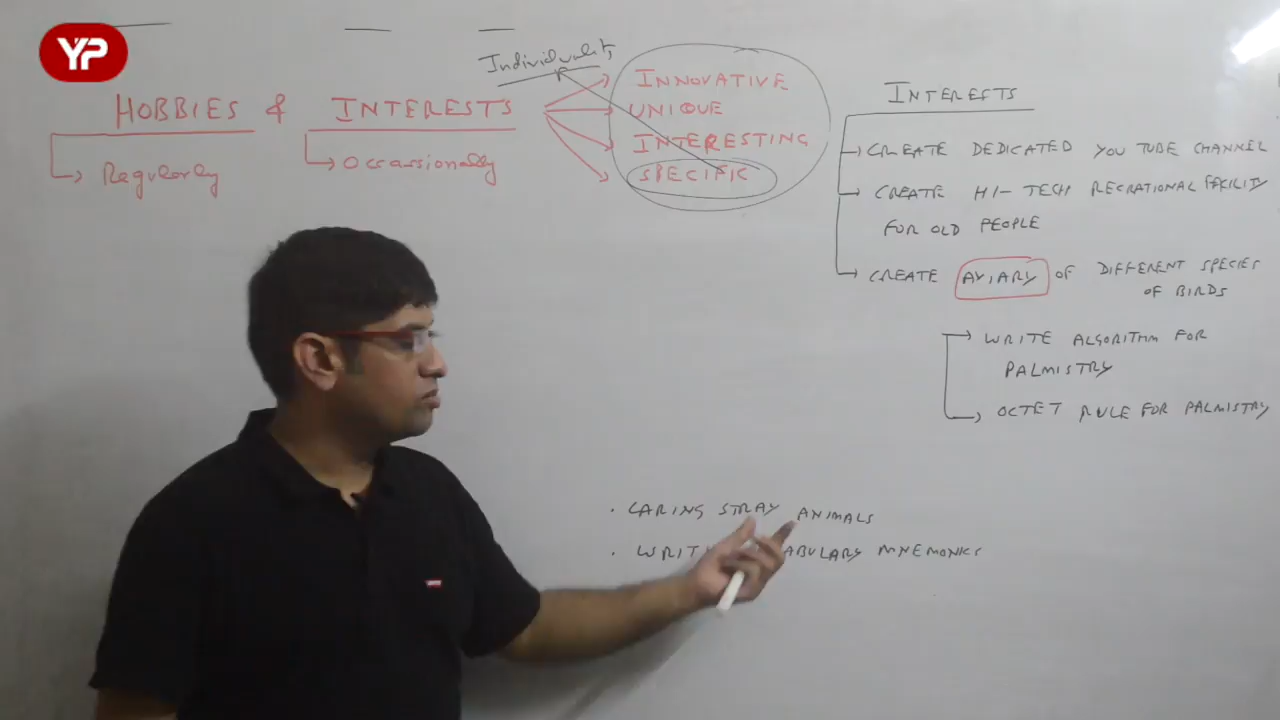 YP
Individuality
HOBBIES & INTERESTS
Regularly
Occassionally
INNOVATIVE
UNIQUE
INTERESTING
SPECIFIC
INTERESTS
CREATE DEDICATED YOU TUBE CHANNEL
CREATE HI-TECH RECRATIONAL FACILITY
FOR OLD PEOPLE
CREATE AVIARY OF DIFFERENT SPECIES
OF BIRDS
WRITE ALGORITHM FOR
PALMISTRY
OCTET RULE FOR PALMISTRY
. CARING STRAY ANIMALS
. MNEMONICS